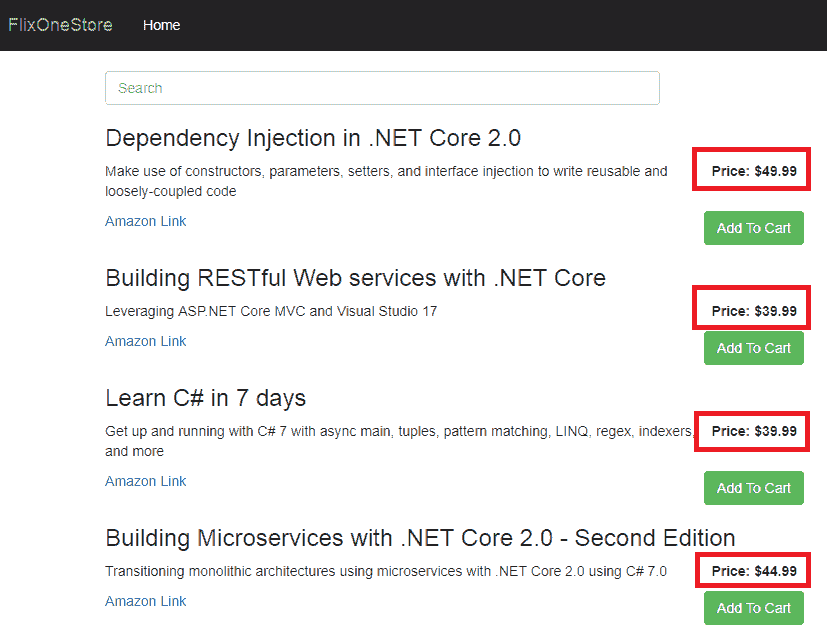 FlixOneStore Home
Search
Dependency Injection in .NET Core 2.0
Make use of constructors, parameters, setters, and interface injection to write reusable and
loosely-coupled code
Price: $49.99
Amazon Link
Add To Cart
Building RESTful Web services with .NET Core
Leveraging ASP.NET Core MVC and Visual Studio 17
Price: $39.99
Amazon Link
Add To Cart
Learn C# in 7 days
Get up and running with C# 7 with async main, tuples, pattern matching, LINQ, regex, indexers,
and more
Price: $39.99
Amazon Link
Add To Cart
Building Microservices with .NET Core 2.0 - Second Edition
Transitioning monolithic architectures using microservices with .NET Core 2.0 using C# 7.0
Price: $44.99
Amazon Link
Add To Cart